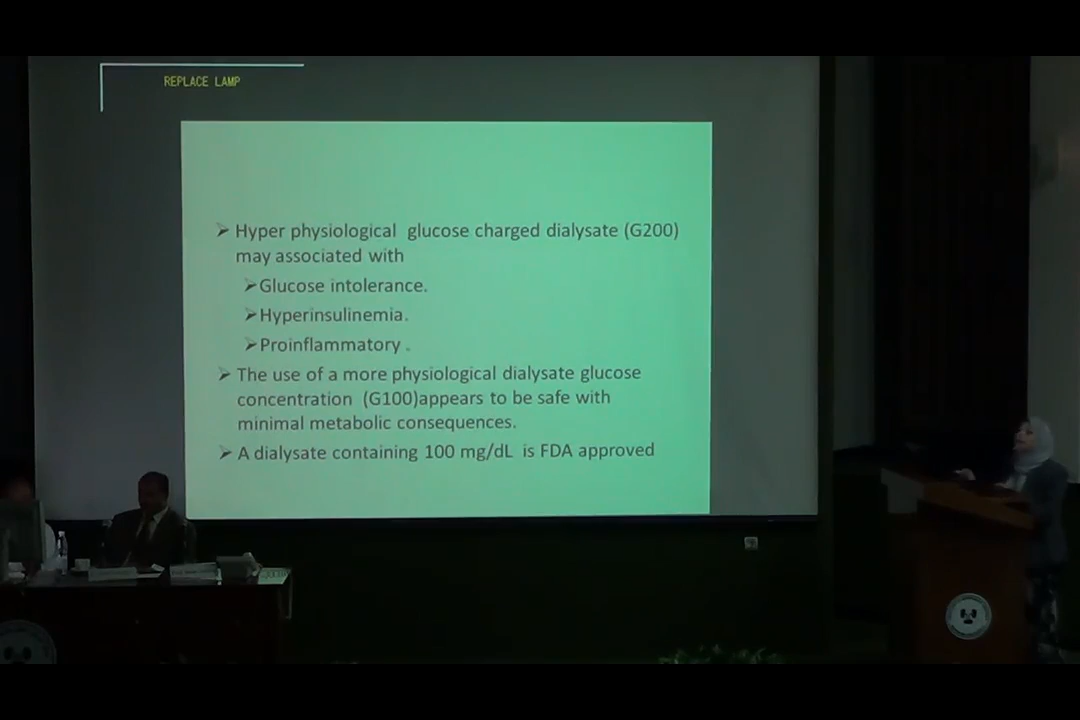 REPLACE LAMP
➢ Hyper physiological glucose charged dialysate (G200)
may associated with
➢Glucose intolerance.
➢Hyperinsulinemia.
➢Proinflammatory .
➢ The use of a more physiological dialysate glucose
concentration (G100)appears to be safe with
minimal metabolic consequences.
➢ A dialysate containing 100 mg/dL is FDA approved